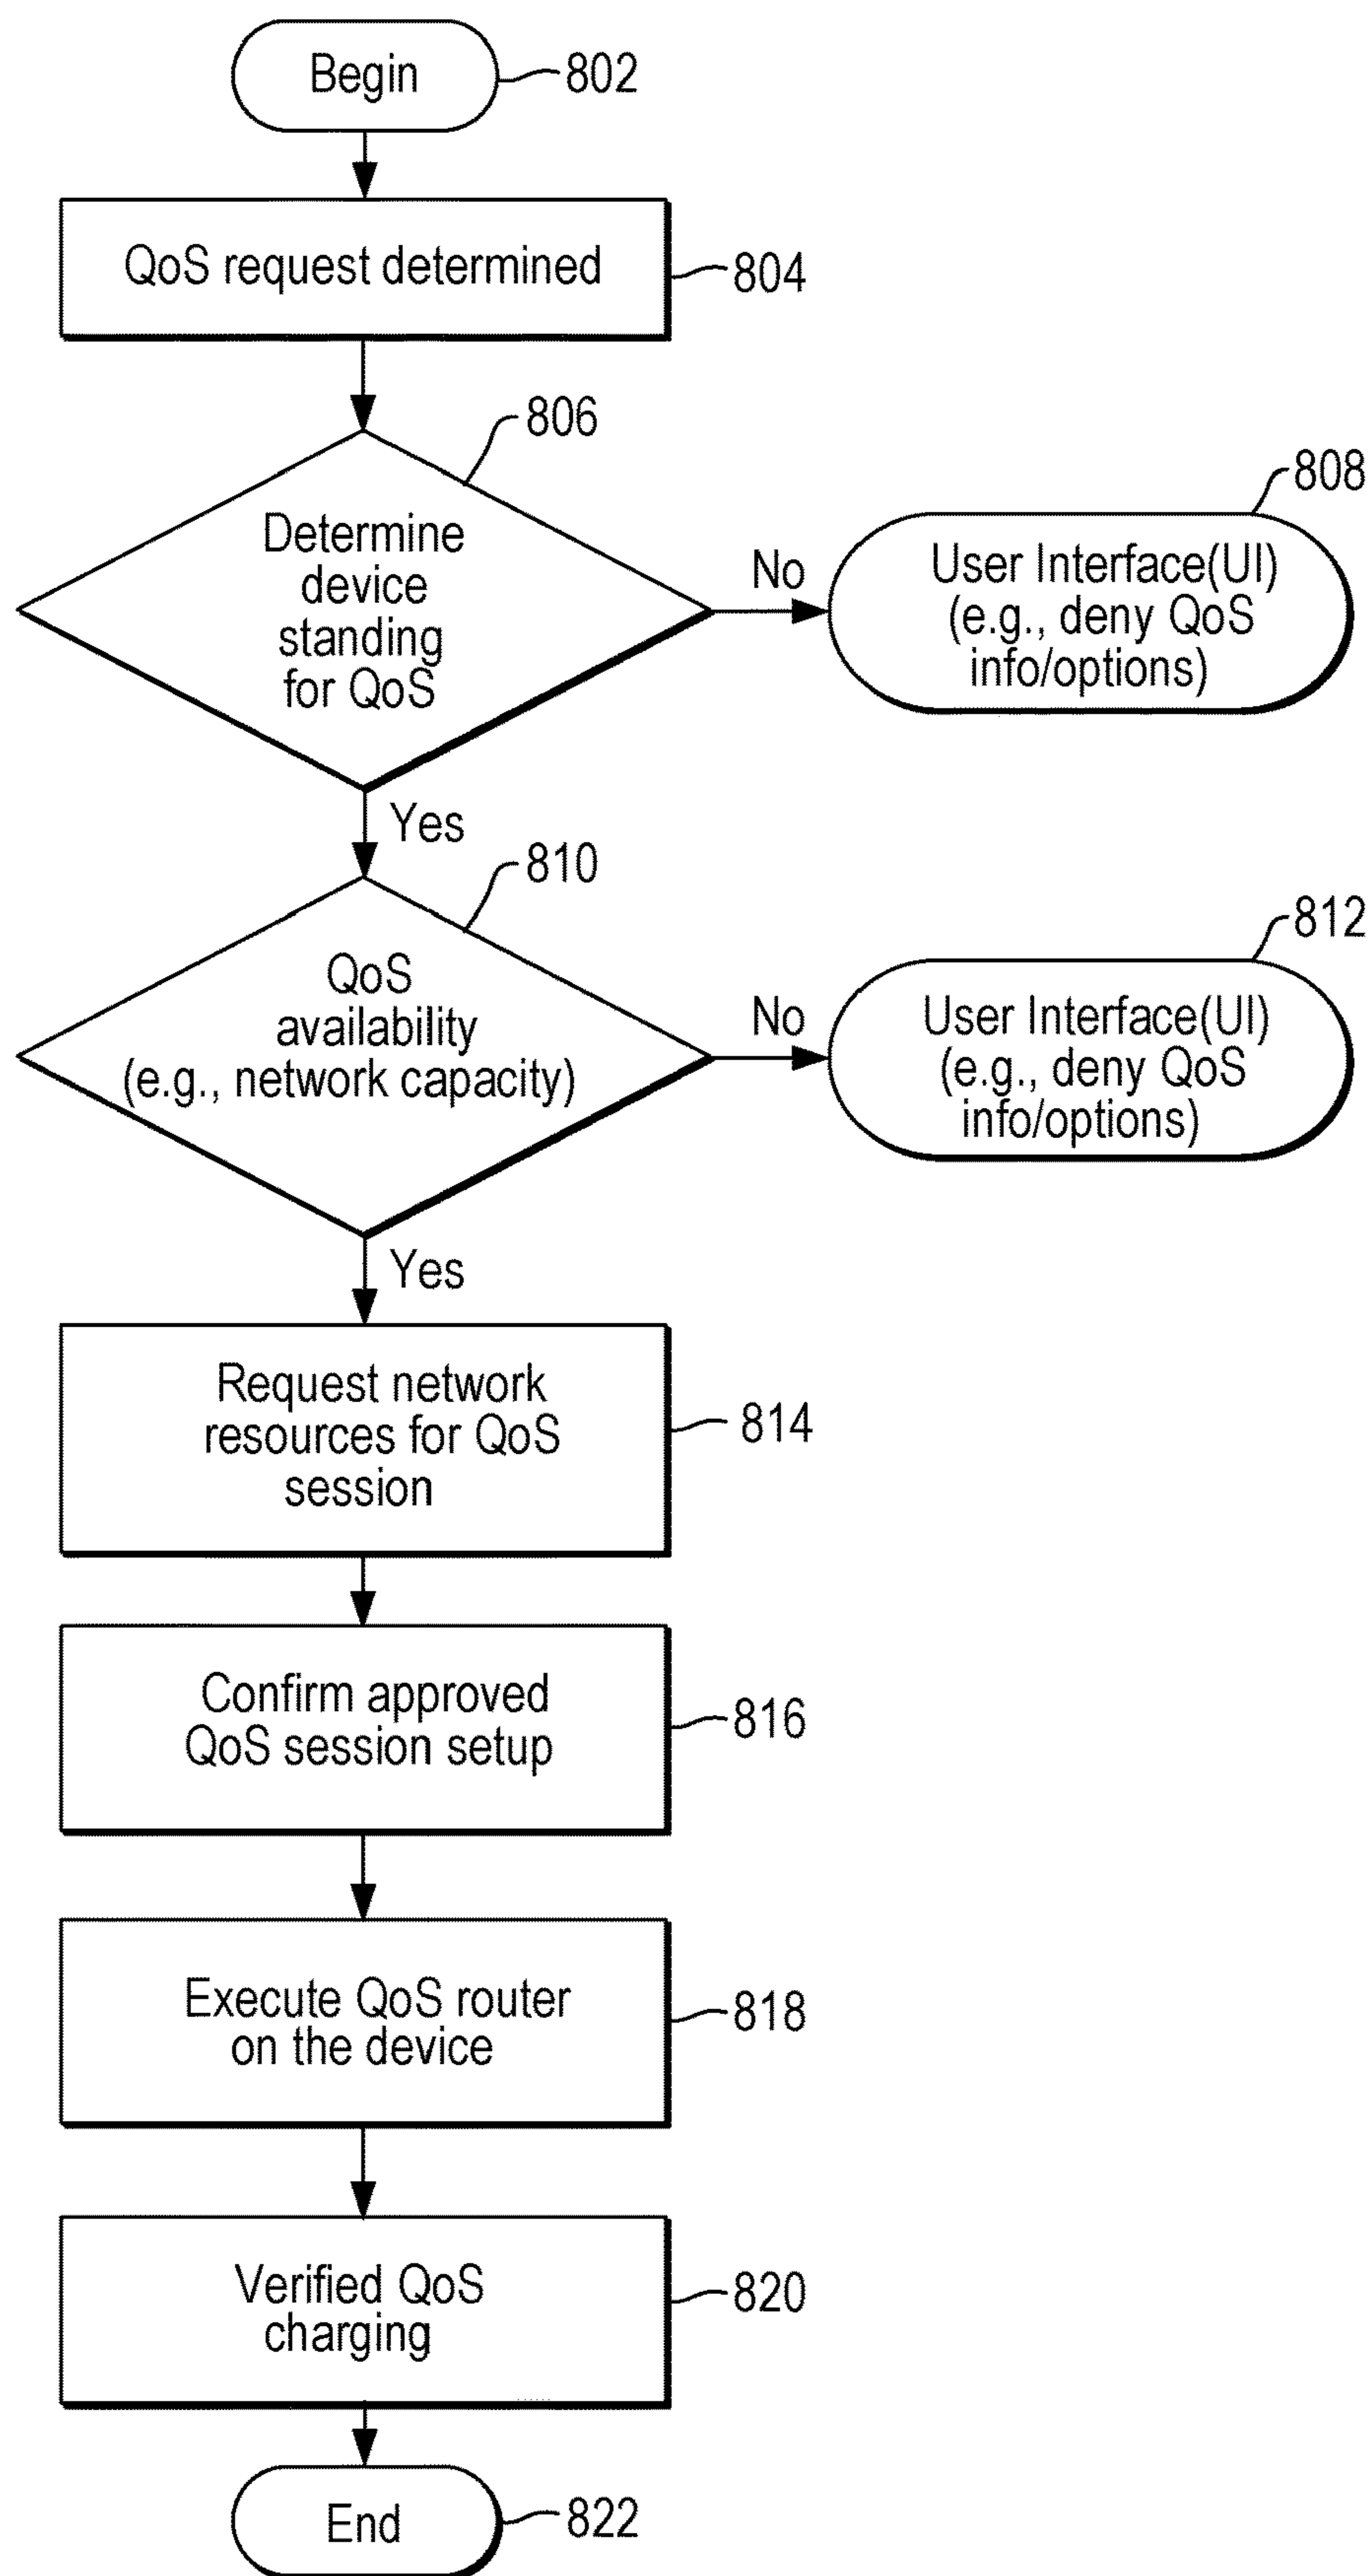 Begin
802
QoS request determined
804
806
Determine
device
standing
for QoS
No
808
User Interface(UI)
(e.g., deny QoS
info/options)
Yes
810
QoS
availability
(e.g., network capacity)
No
812
User Interface(UI)
(e.g., deny QoS
info/options)
Yes
Request network
resources for QoS
session
814
Confirm approved
QoS session setup
816
Execute QoS router
on the device
818
Verified QoS
charging
820
End
822